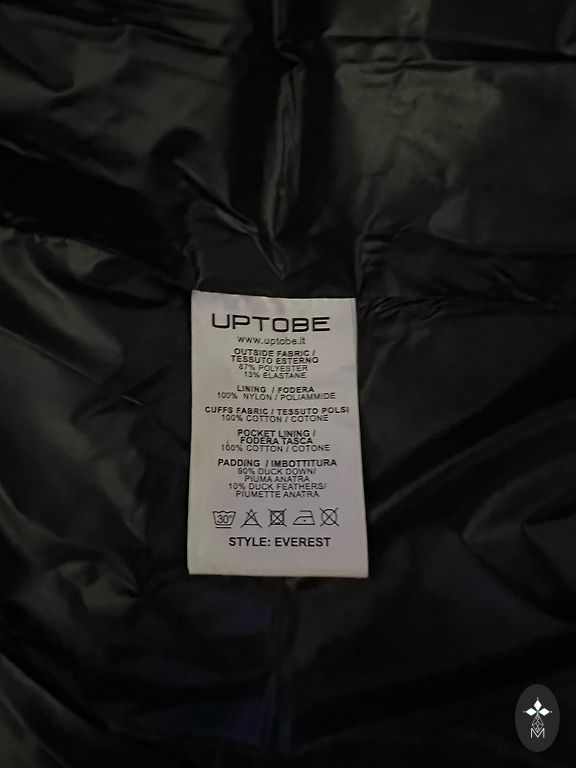 UPTOBE
www.uptobe.it
OUTSIDE FABRIC /
TESSUTO ESTERNO
87% POLYESTER
13% ELASTANE
LINING / FODERA
100% NYLON / POLIAMMIDE
CUFFS FABRIC / TESSUTO POLSI
100% COTTON / COTONE
POCKET LINING /
FODERA TASCA
100% COTTON / COTONE
PADDING / IMBOTTITURA
90% DUCK DOWN/
PIUMA ANATRA
10% DUCK FEATHERS/
PIUMETTE ANATRA
30°
STYLE: EVEREST
M